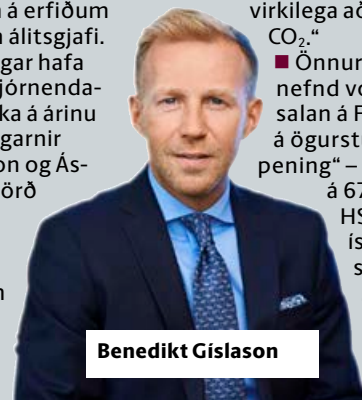 á erfiðum
álitsgjafi.
gar hafa
jórnenda-
ka á árinu
garnir
on og Ás-
örð
virkilega að
CO₂.“
■ Önnur
nefnd vo
salan á F
á ögurst
pening“ –
á 67
HS
ís
s
Benedikt Gíslason